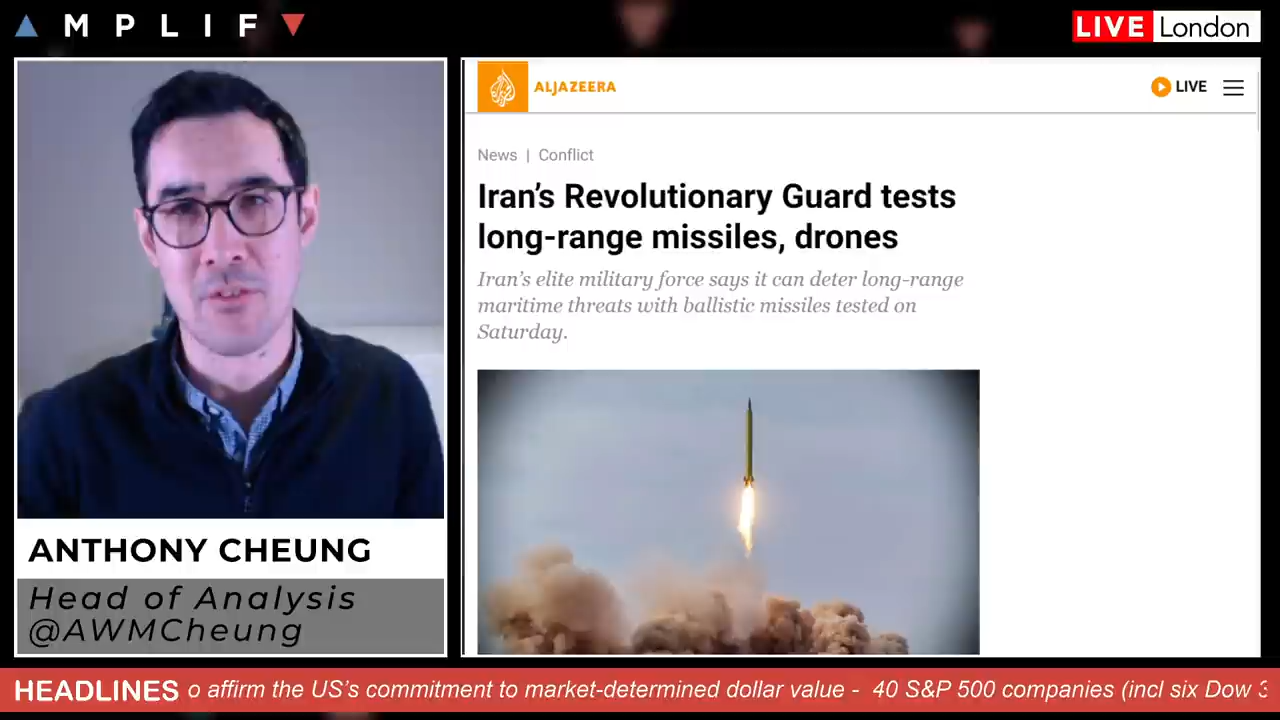 AMPLIFY
LIVE London
ALJAZEERA
LIVE
News | Conflict
Iran's Revolutionary Guard tests
long-range missiles, drones
Iran's elite military force says it can deter long-range
maritime threats with ballistic missiles tested on
Saturday.
ANTHONY CHEUNG
Head of Analysis
@AWMCheung
HEADLINES o affirm the US's commitment to market-determined dollar value - 40 S&P 500 companies (incl six Dow 3